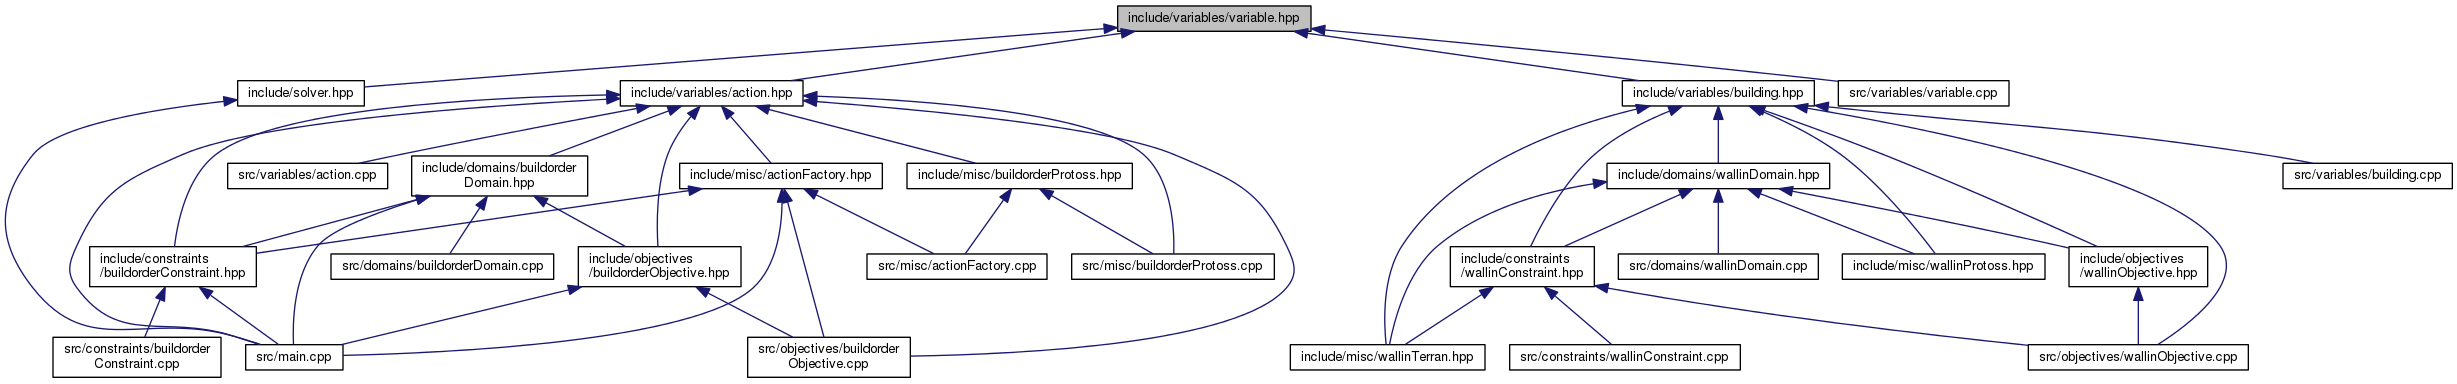 include/variables/variable.hpp
include/solver.hpp
include/variables/action.hpp
include/variables/building.hpp
src/variables/variable.cpp
src/variables/action.cpp
include/domains/buildorder
Domain.hpp
include/misc/actionFactory.hpp
include/misc/buildorderProtoss.hpp
include/domains/wallinDomain.hpp
src/variables/building.cpp
include/constraints
/buildorderConstraint.hpp
src/domains/buildorderDomain.cpp
include/objectives
/buildorderObjective.hpp
src/misc/actionFactory.cpp
src/misc/buildorderProtoss.cpp
include/constraints
/wallinConstraint.hpp
src/domains/wallinDomain.cpp
include/misc/wallinProtoss.hpp
include/objectives
/wallinObjective.hpp
src/constraints/buildorder
Constraint.cpp
src/main.cpp
src/objectives/buildorder
Objective.cpp
include/misc/wallinTerran.hpp
src/constraints/wallinConstraint.cpp
src/objectives/wallinObjective.cpp